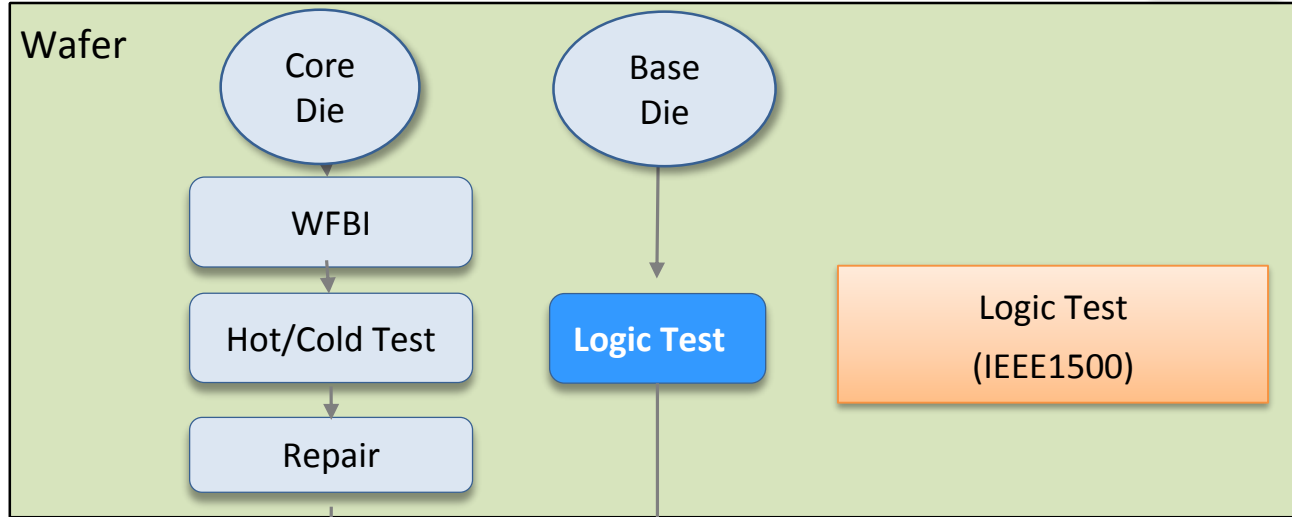 Wafer
Core
Die
Base
Die
WFBI
Hot/Cold Test
Logic Test
Logic Test
(IEEE1500)
Repair